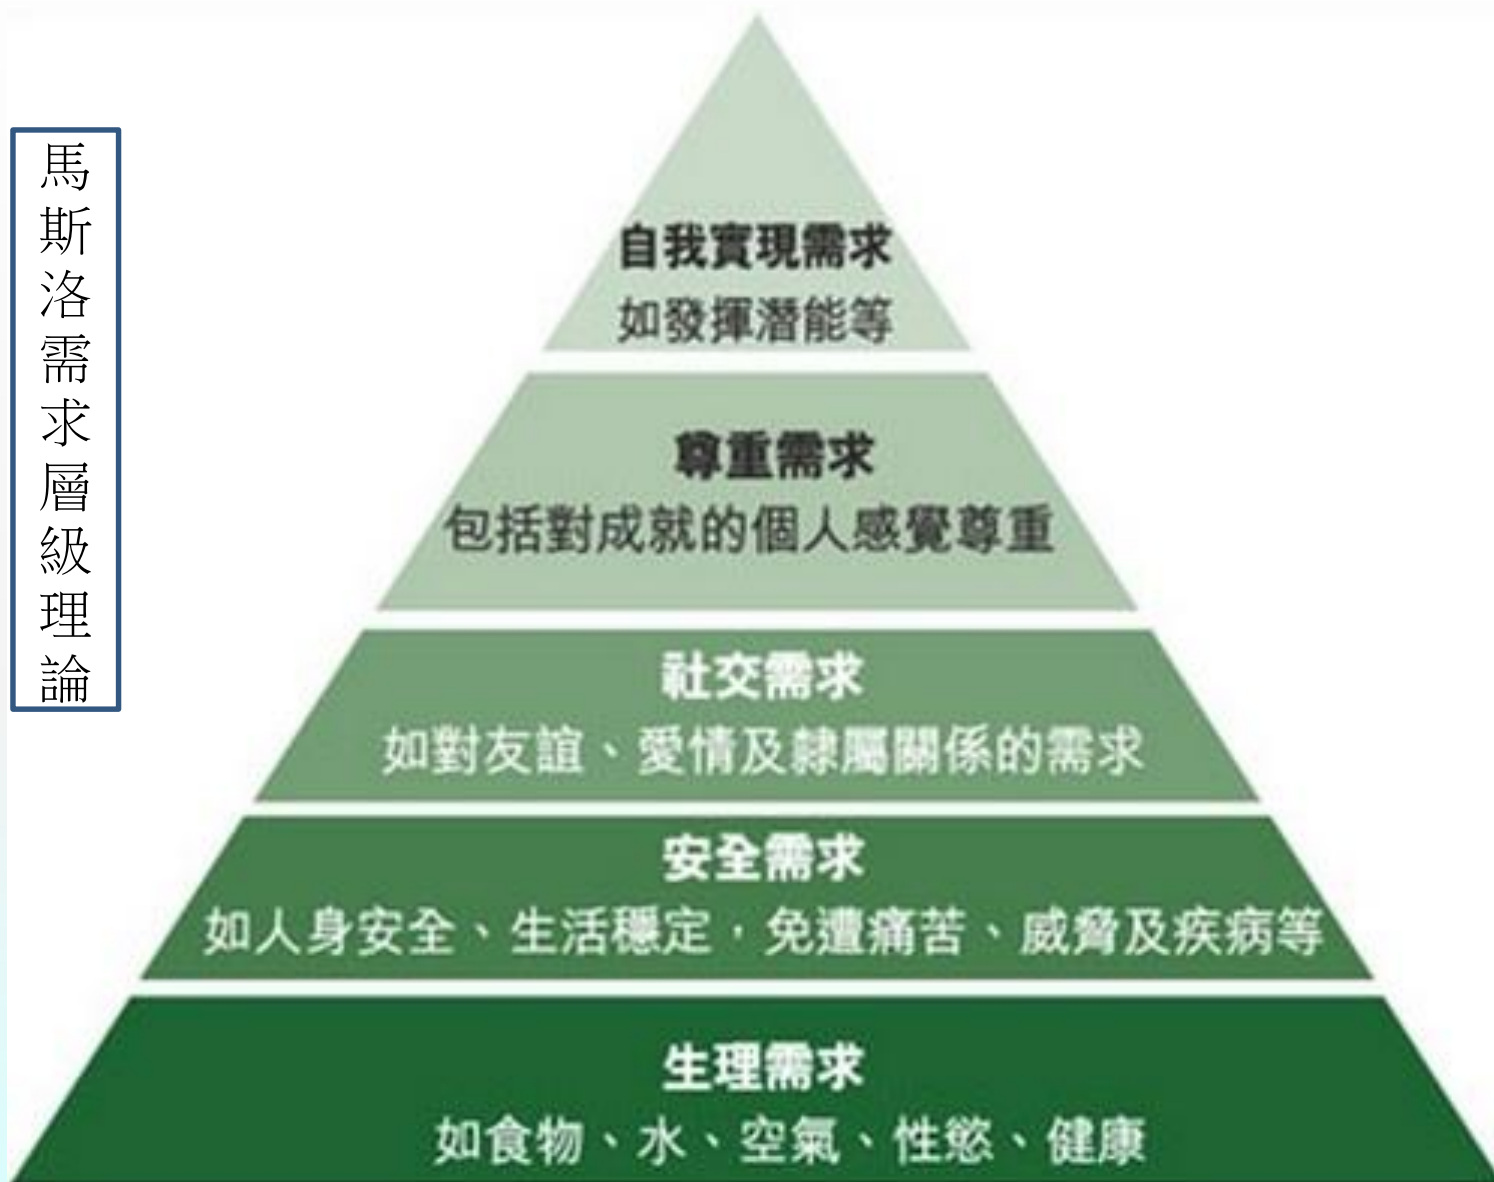 馬斯洛需求層級理論
自我實現需求
如發揮潛能等
尊重需求
包括對成就的個人感覺尊重
社交需求
如對友誼、愛情及隸屬關係的需求
安全需求
如人身安全、生活穩定，免遭痛苦、威脅及疾病等
生理需求
如食物、水、空氣、性慾、健康